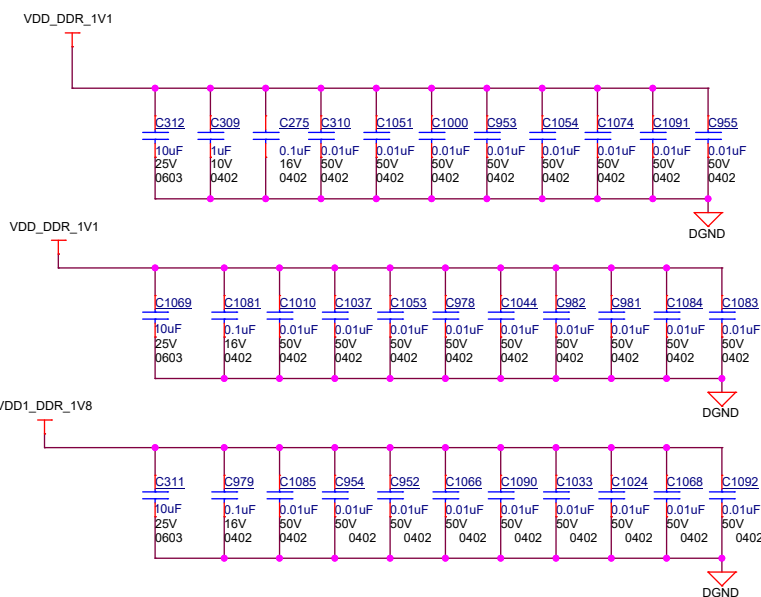 VDD_DDR_1V1
C312 C309 C275 C310 C1051 C1000 C953 C1054 C1074 C1091 C955
10uF 1uF 0.1uF 0.01uF 0.01uF 0.01uF 0.01uF 0.01uF 0.01uF 0.01uF 0.01uF
25V 10V 16V 50V 50V 50V 50V 50V 50V 50V 50V
0603 0402 0402 0402 0402 0402 0402 0402 0402 0402 0402
DGND
VDD_DDR_1V1
C1069 C1081 C1010 C1037 C1053 C978 C1044 C982 C981 C1084 C1083
10uF 0.1uF 0.01uF 0.01uF 0.01uF 0.01uF 0.01uF 0.01uF 0.01uF 0.01uF 0.01uF
25V 16V 50V 50V 50V 50V 50V 50V 50V 50V 50V
0603 0402 0402 0402 0402 0402 0402 0402 0402 0402 0402
DGND
VDD1_DDR_1V8
C311 C979 C1085 C954 C952 C1066 C1090 C1033 C1024 C1068 C1092
10uF 0.1uF 0.01uF 0.01uF 0.01uF 0.01uF 0.01uF 0.01uF 0.01uF 0.01uF 0.01uF
25V 16V 50V 50V 50V 50V 50V 50V 50V 50V 50V
0603 0402 0402 0402 0402 0402 0402 0402 0402 0402 0402
DGND